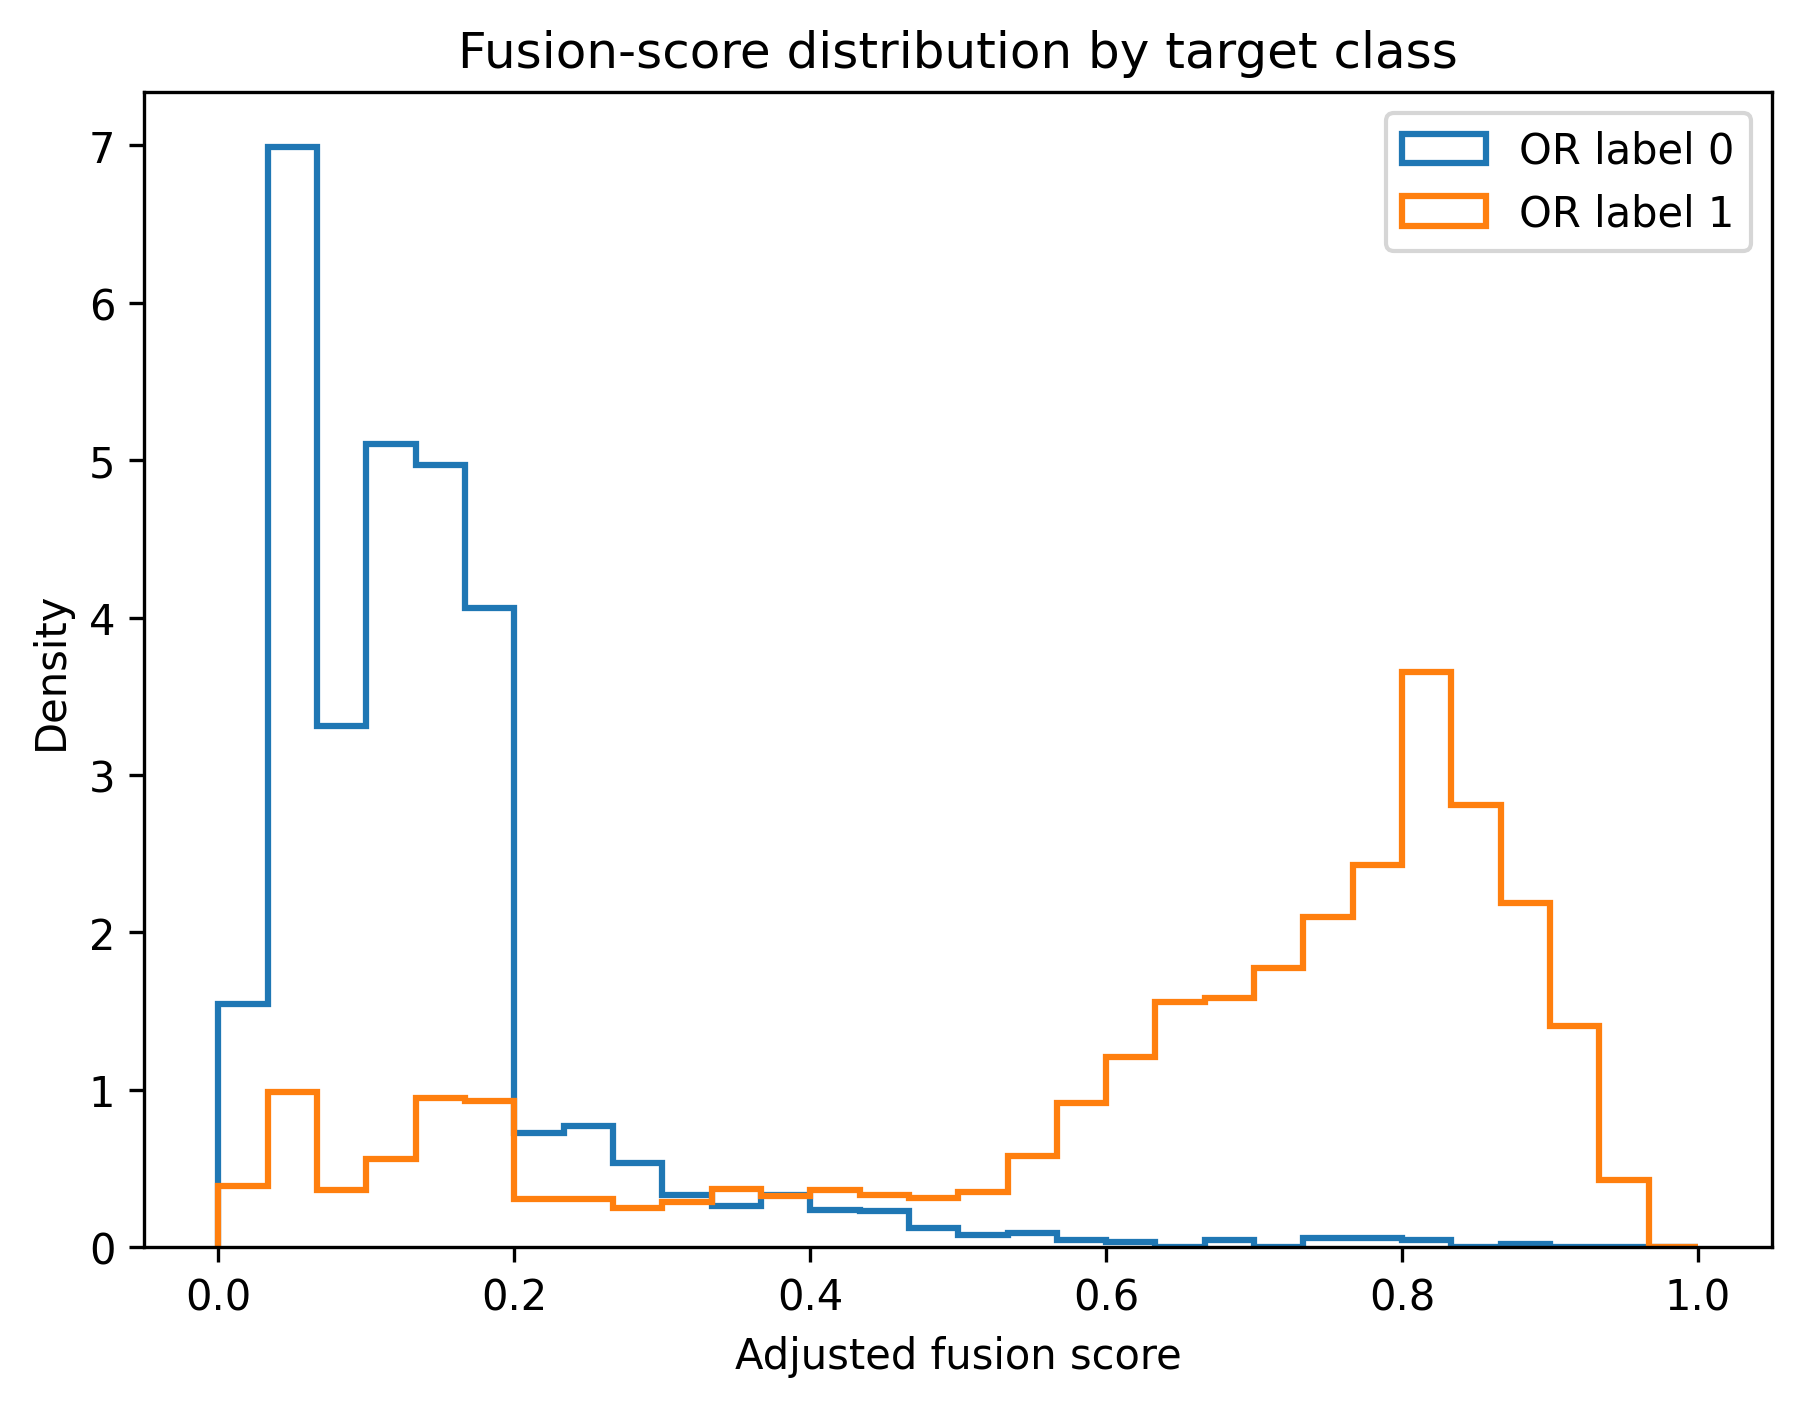 Fusion-score distribution by target class
OR label 0
OR label 1
7
6
5
4
3
2
1
0
Density
0.0 0.2 0.4 0.6 0.8 1.0
Adjusted fusion score